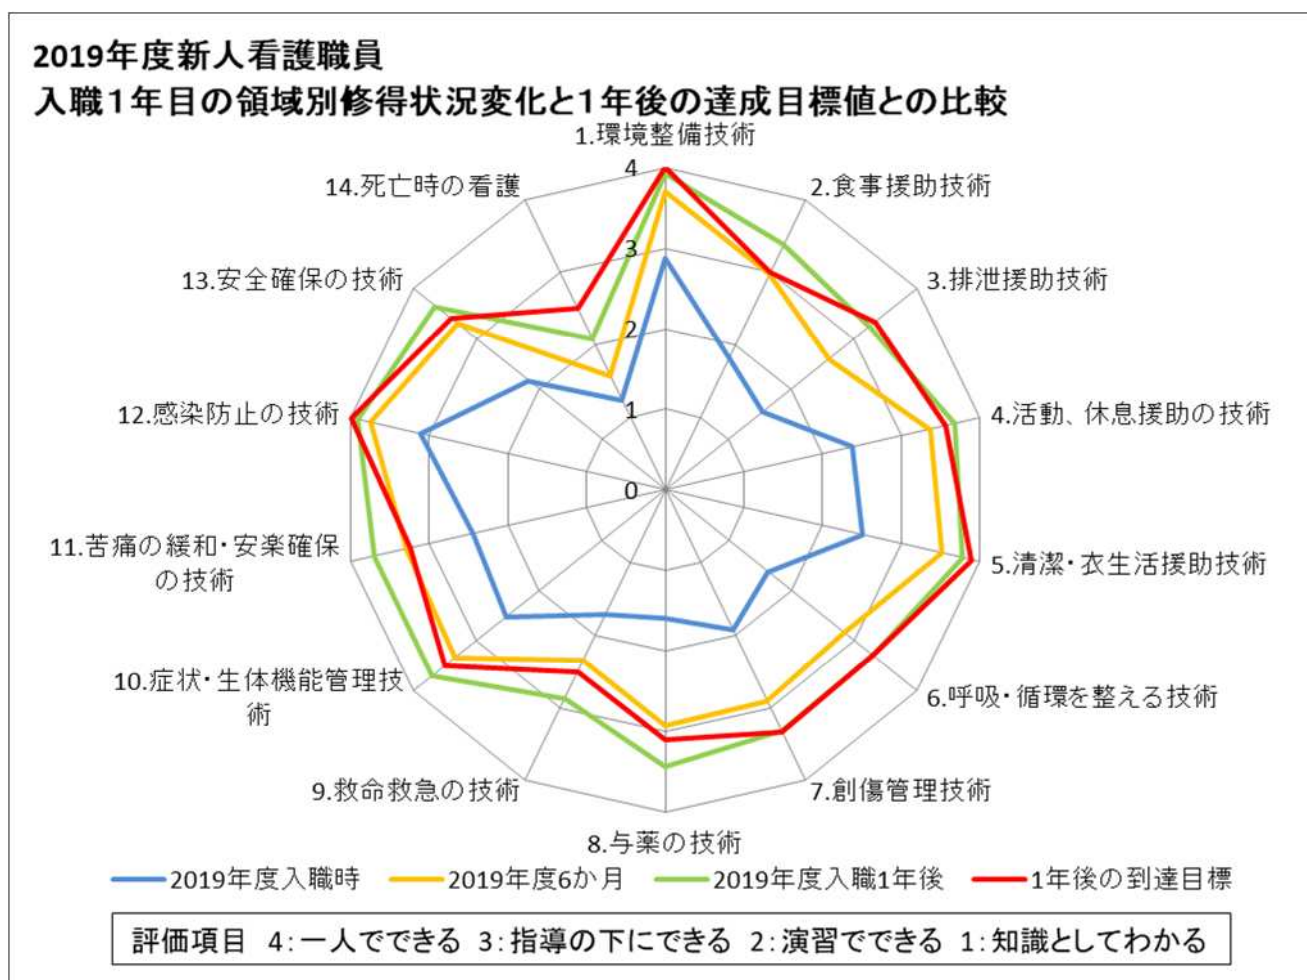 2019年度新人看護職員
入職１年目の領域別修得状況変化と１年後の達成目標値との比較
1.環境整備技術
2.食事援助技術
3.排泄援助技術
4.活動、休息援助の技術
5.清潔・衣生活援助技術
6.呼吸・循環を整える技術
7.創傷管理技術
8.与薬の技術
9.救命救急の技術
10.症状・生体機能管理技
術
11.苦痛の緩和・安楽確保
の技術
12.感染防止の技術
13.安全確保の技術
14.死亡時の看護
4
3
2
1
0
2019年度入職時 2019年度6か月 2019年度入職1年後 1年後の到達目標
評価項目 4：一人でできる 3：指導の下にできる 2：演習でできる 1：知識としてわかる